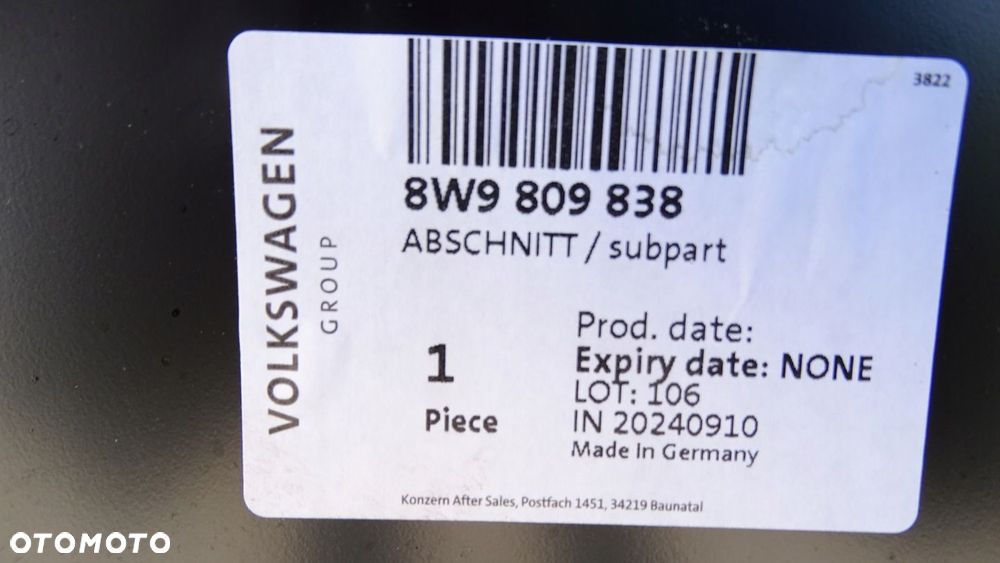 3822
VOLKSWAGEN
GROUP
8W9 809 838
ABSCHNITT / subpart
1
Piece
Prod. date:
Expiry date: NONE
LOT: 106
IN 20240910
Made In Germany
Konzern After Sales, Postfach 1451, 34219 Baunatal
OTOMOTO